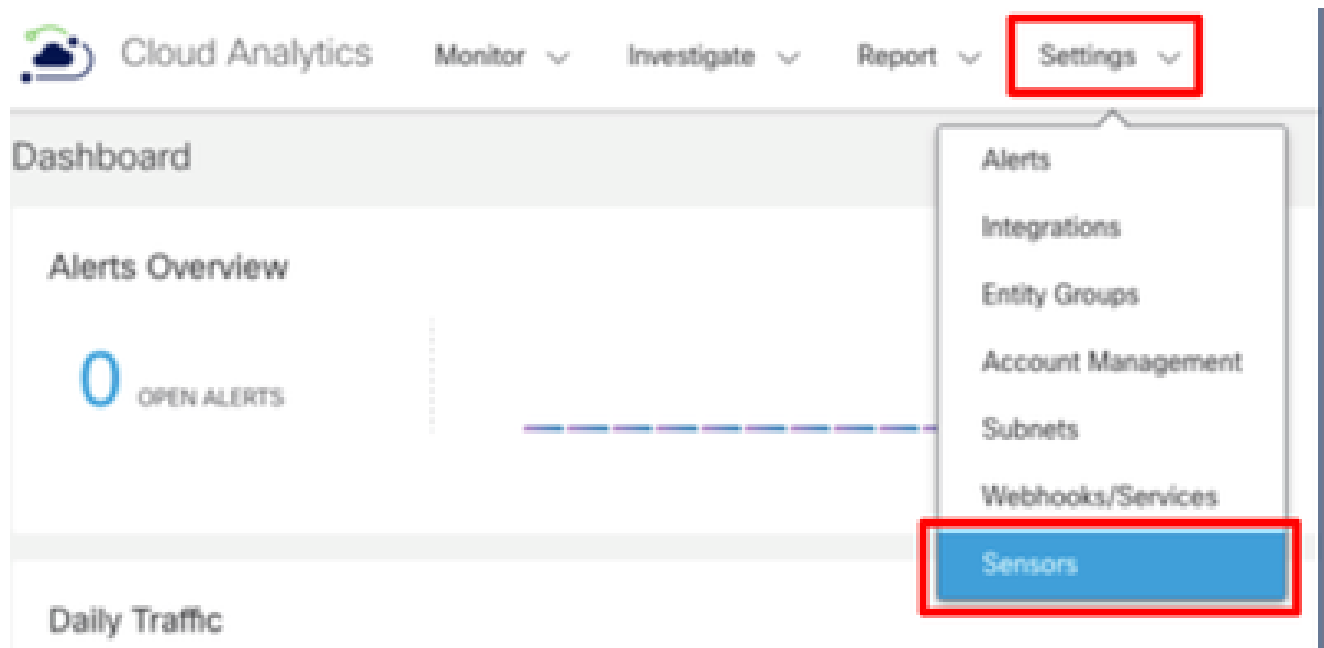 Cloud Analytics Monitor Investigate Report Settings
Dashboard
Alerts Overview
0 OPEN ALERTS
Daily Traffic
Alerts
Integrations
Entity Groups
Account Management
Subnets
Webhooks/Services
Sensors